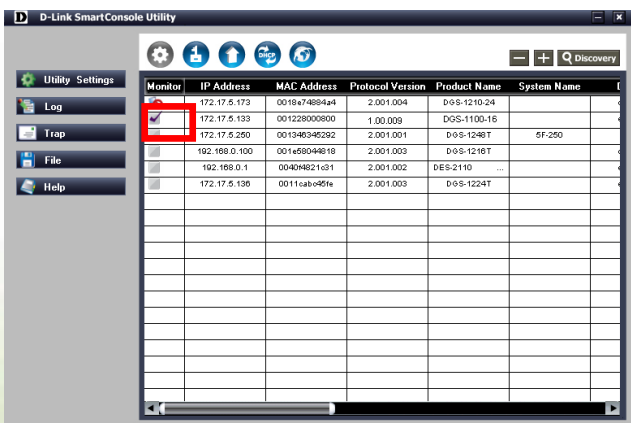 D D-Link SmartConsole Utility
DHCP
Discovery
Utility Settings
Log
Trap
File
Help
Monitor IP Address MAC Address Protocol Version Product Name System Name
172.17.5.173 0018e74884a4 2.001.004 DGS-1210-24
172.17.5.133 001228000800 1.00.009 DGS-1100-16
172.17.5.250 001346345292 2.001.001 DGS-1248T 5F-250
192.168.0.100 001e58044818 2.001.003 DGS-1216T
192.168.0.1 0040f4821c31 2.001.002 DES-2110 ...
172.17.5.136 0011cabc45fe 2.001.003 DGS-1224T